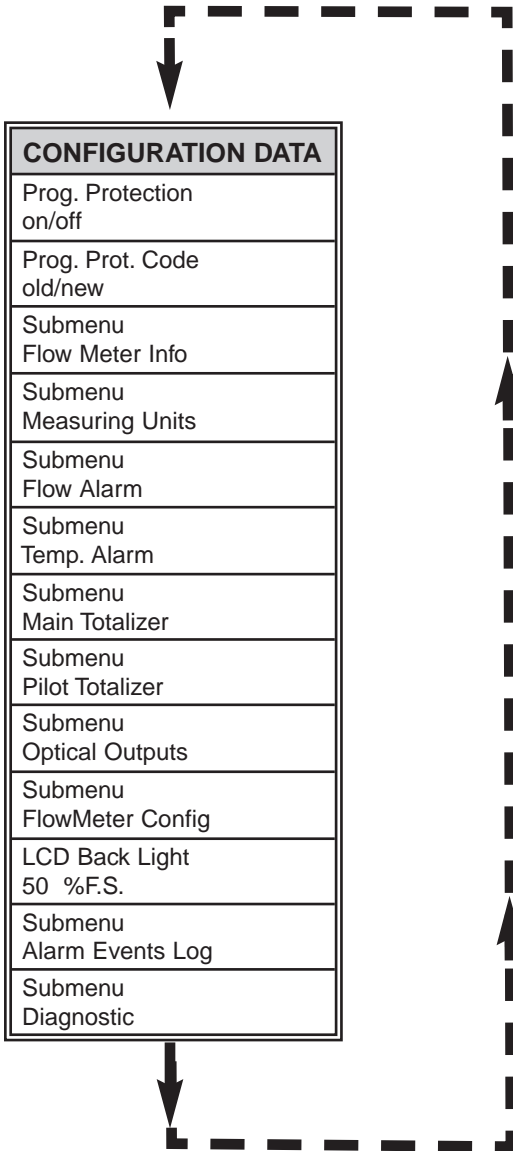 CONFIGURATION DATA
Prog. Protection
on/off
Prog. Prot. Code
old/new
Submenu
Flow Meter Info
Submenu
Measuring Units
Submenu
Flow Alarm
Submenu
Temp. Alarm
Submenu
Main Totalizer
Submenu
Pilot Totalizer
Submenu
Optical Outputs
Submenu
FlowMeter Config
LCD Back Light
50 %F.S.
Submenu
Alarm Events Log
Submenu
Diagnostic